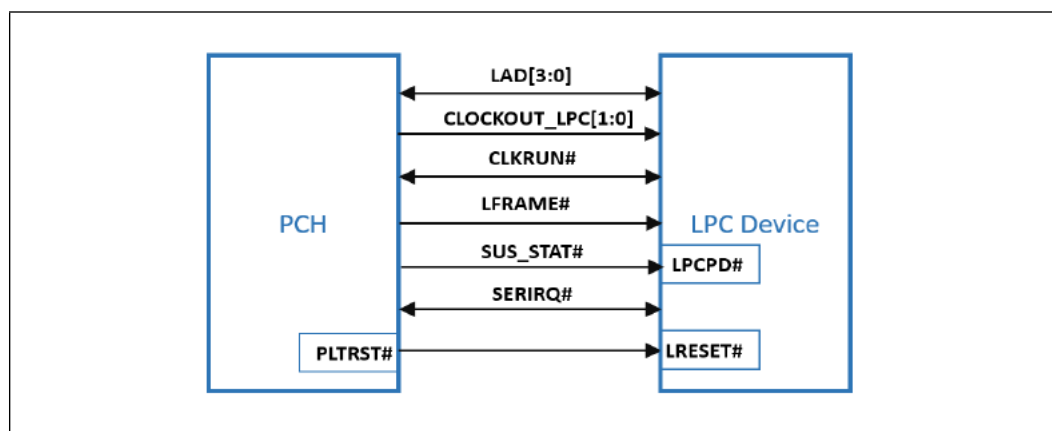 LAD[3:0]
CLOCKOUT_LPC[1:0]
CLKRUN#
PCH
LFRAME#
LPC Device
SUS_STAT#
LPCPD#
SERIRQ#
PLTRST#
LRESET#